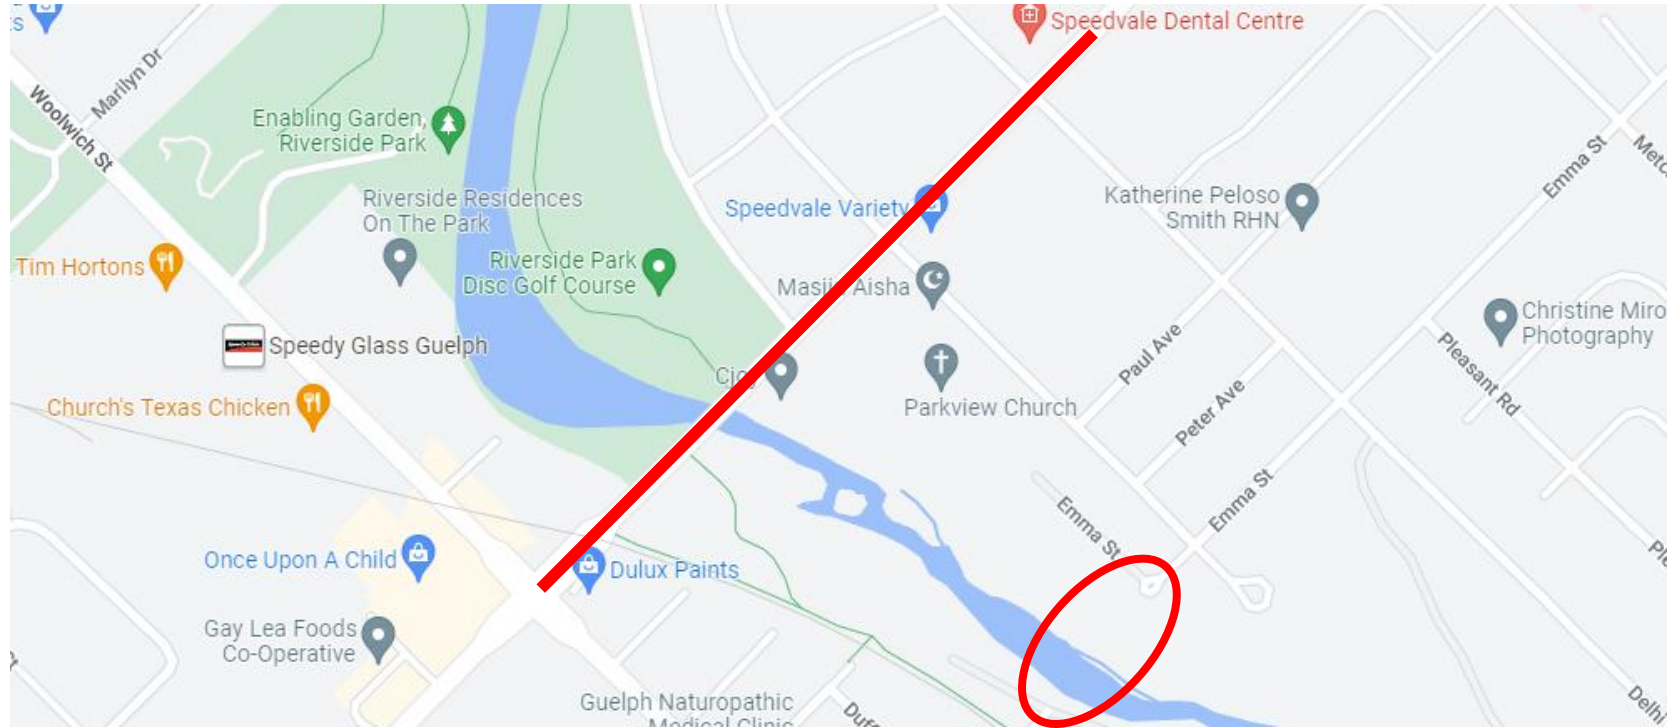 s
Speedvale Dental Centre
Marilyn Dr
Woolwich St
Enabling Garden,
Riverside Park
Emma St
Riverside Residences
On The Park
Speedvale Variety
Katherine Peloso
Smith RHN
Tim Hortons
Riverside Park
Disc Golf Course
Aisha
Christine Miro
Photography
Speedy Glass Guelph
Paul Ave
Pleasant Rd
Church's Texas Chicken
Parkview Church
Peter Ave
Emma St
Emma St
Once Upon A Child
Dulux Paints
Gay Lea Foods
Co-Operative
Guelph Naturopathic
Medical Clinic
Delhi